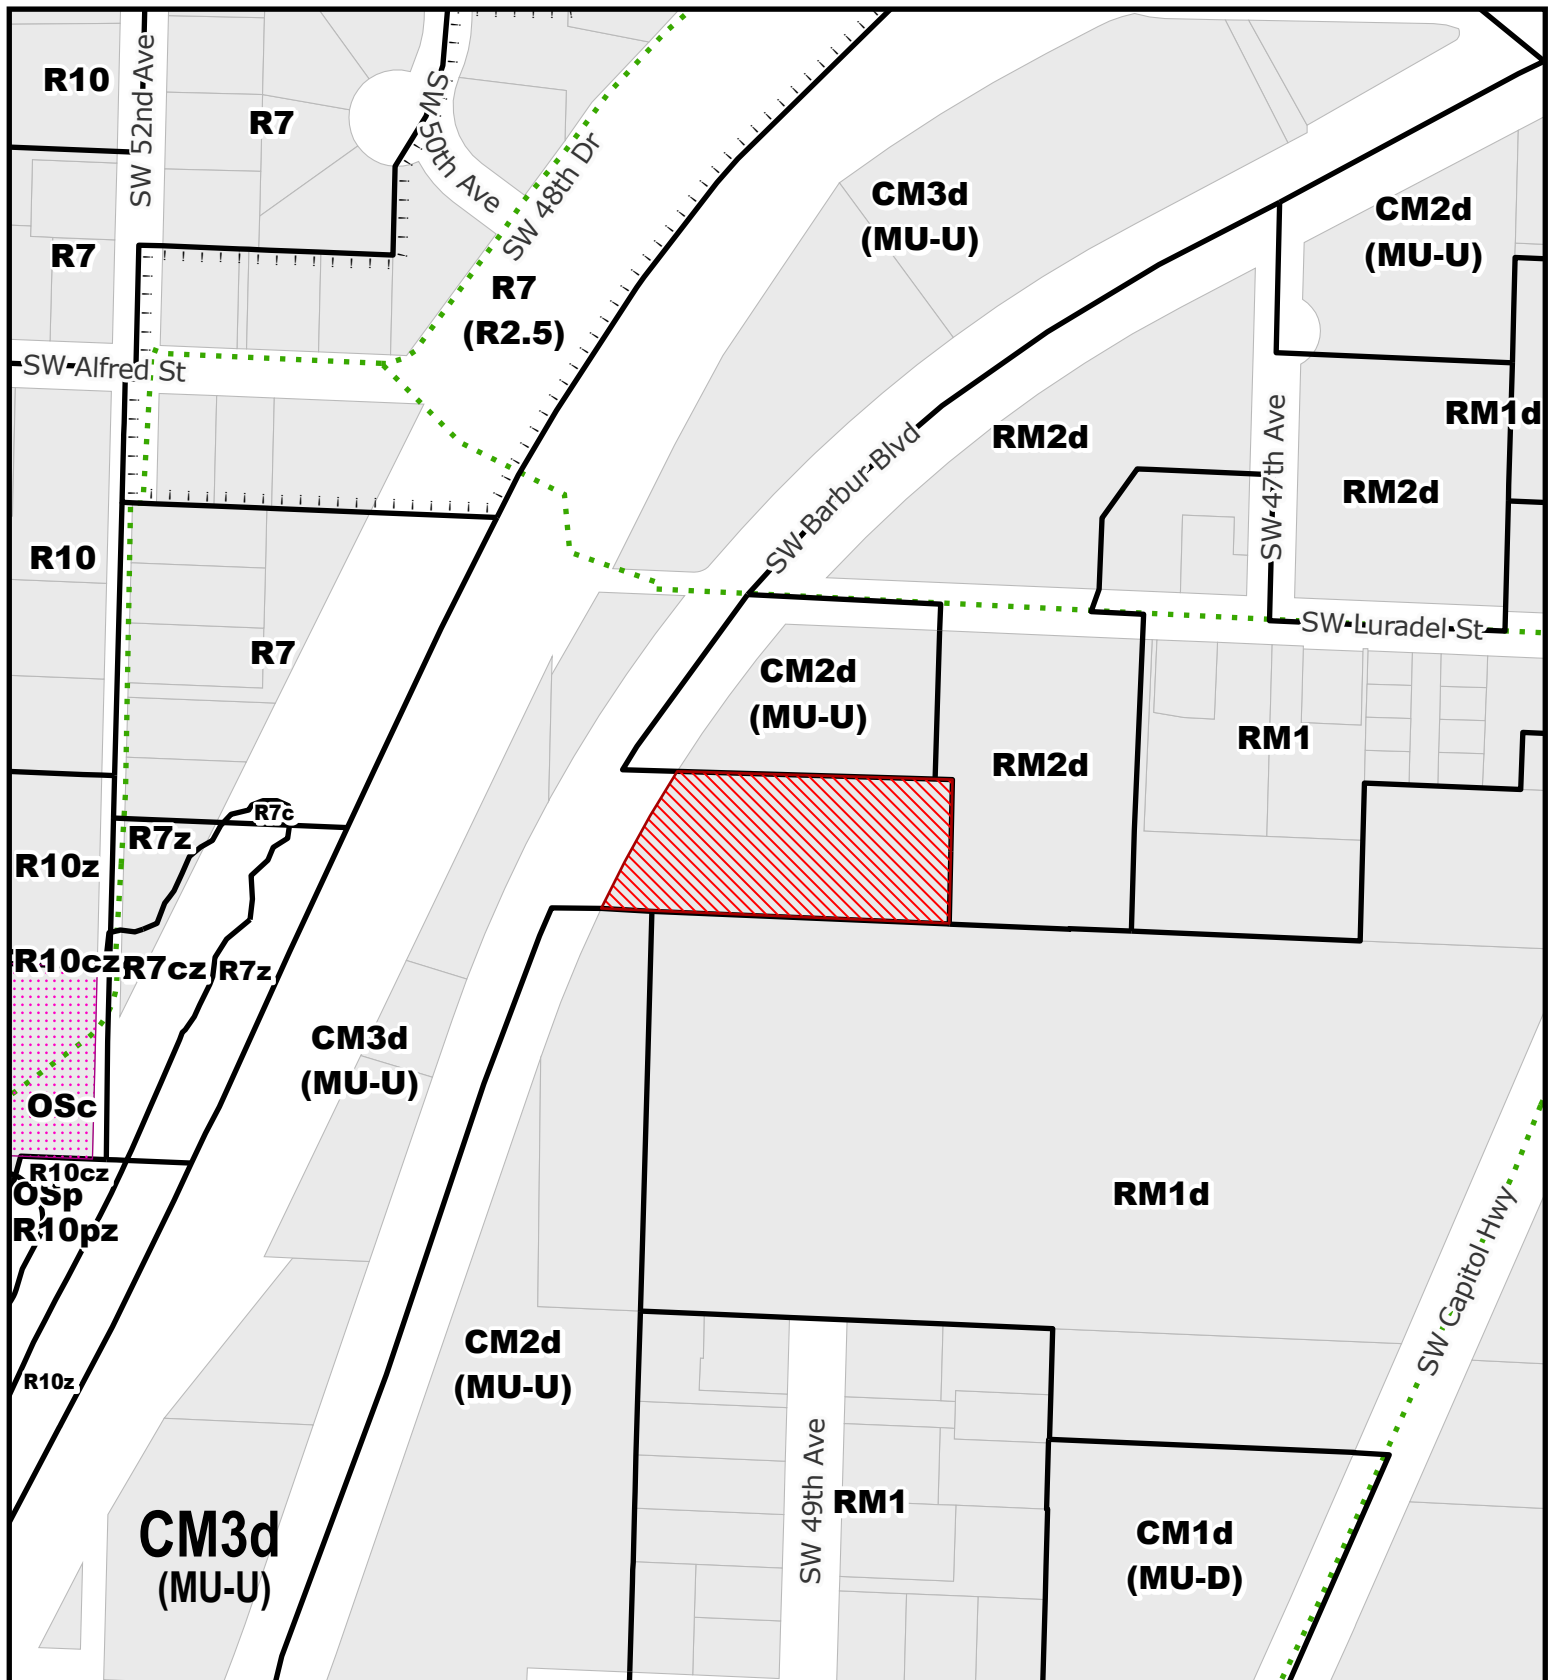 R10
SW 52nd Ave
R7
SW 50th Ave
SW 48th Dr
CM3d
(MU-U)
CM2d
(MU-U)
R7
R7
(R2.5)
SW Alfred St
RM1d
RM2d
SW Barbur Blvd
SW 47th Ave
RM2d
R10
SW Luradel St
R7
CM2d
(MU-U)
RM1
RM2d
R7c
R7z
R10z
R10cz
R7cz
R7z
CM3d
(MU-U)
OSc
R10cz
OSp
R10pz
RM1d
SW Capitol Hwy
CM2d
(MU-U)
R10z
SW 49th Ave
RM1
CM3d
(MU-U)
CM1d
(MU-D)